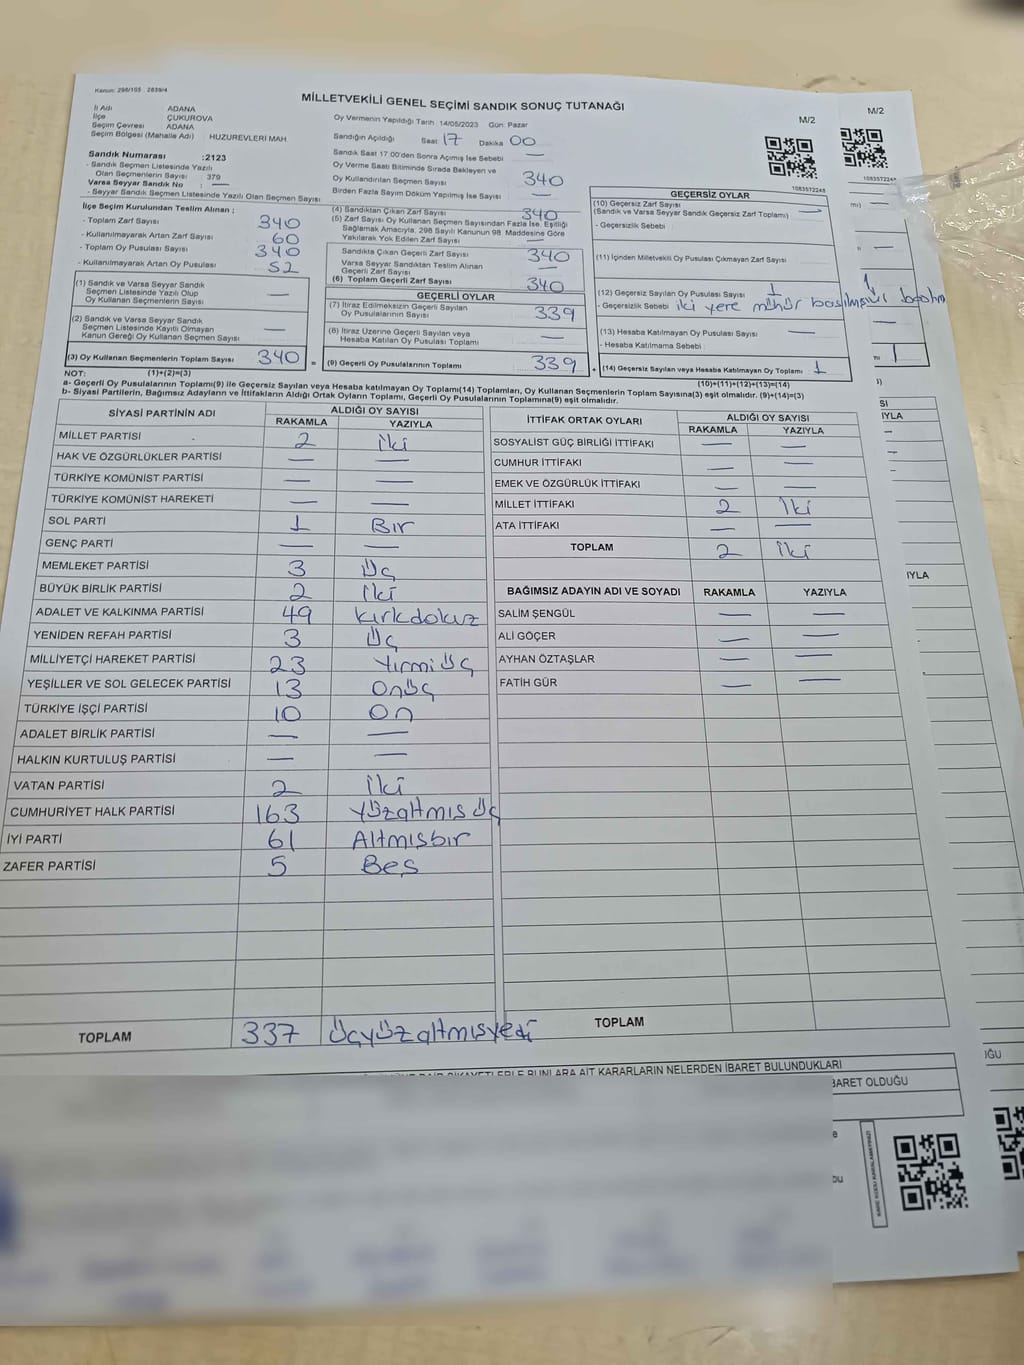 Kanun: 298/105 . 2839/4
MİLLETVEKİLİ GENEL SEÇİMİ SANDIK SONUÇ TUTANAĞI
M/2
İl Adı ADANA
İlçe ÇUKUROVA
Seçim Çevresi ADANA
Seçim Bölgesi (Mahalle Adı) : HUZUREVLERİ MAH
Sandık Numarası :2123
- Sandık Seçmen Listesinde Yazılı
Olan Seçmenlerin Sayısı : 379
Varsa Seyyar Sandık No : —
- Seyyar Sandık Seçmen Listesinde Yazılı Olan Seçmen Sayısı
Oy Vermenin Yapıldığı Tarih 14/05/2023 Gün: Pazar
Sandığın Açıldığı Saat 17 Dakika 00
Sandık Saat 17.00'den Sonra Açmış İse Sebebi —
Oy Verme Saati Bitiminde Sırada Bekleyen ve
Oy Kullandırılan Seçmen Sayısı 340
Birden Fazla Sayım Döküm Yapılmış İse Sayısı —
1083572248
İlçe Seçim Kurulundan Teslim Alınan ;
- Toplam Zarf Sayısı 340
- Kullanılmayarak Artan Zarf Sayısı 60
- Toplam Oy Pusulası Sayısı 340
- Kullanılmayarak Artan Oy Pusulası 52
(1) Sandık ve Varsa Seyyar Sandık
Seçmen Listesinde Yazılı Olup
Oy Kullanan Seçmenlerin Sayısı —
(2) Sandık ve Varsa Seyyar Sandık
Seçmen Listesinde Kayıtlı Olmayan
Kanun Gereği Oy Kullanan Seçmen Sayısı —
(3) Oy Kullanan Seçmenlerin Toplam Sayısı 340 =
(1)+(2)=(3)
(4) Sandıktan Çıkan Zarf Sayısı 340
(5) Zarf Sayısı Oy Kullanan Seçmen Sayısından Fazla İse, Eşitliği
Sağlamak Amacıyla, 298 Sayılı Kanunun 98. Maddesine Göre
Yakılarak Yok Edilen Zarf Sayısı —
Sandıkta Çıkan Geçerli Zarf Sayısı 340
Varsa Seyyar Sandıktan Teslim Alınan
Geçerli Zarf Sayısı —
(6) Toplam Geçerli Zarf Sayısı 340
GEÇERLİ OYLAR
(7) İtiraz Edilmeksizin Geçerli Sayılan
Oy Pusulalarının Sayısı 339
(8) İtiraz Üzerine Geçerli Sayılan veya
Hesaba Katılan Oy Pusulası Toplamı —
(9) Geçerli Oy Pusulalarının Toplamı 339 +
GEÇERSİZ OYLAR
(10) Geçersiz Zarf Sayısı
(Sandık ve Varsa Seyyar Sandık Geçersiz Zarf Toplamı) —
- Geçersizlik Sebebi
(11) İçinden Milletvekili Oy Pusulası Çıkmayan Zarf Sayısı
(12) Geçersiz Sayılan Oy Pusulası Sayısı 1
- Geçersizlik Sebebi iki yere mühür
(13) Hesaba Katılmayan Oy Pusulası Sayısı —
- Hesaba Katılmama Sebebi
(14) Geçersiz Sayılan veya Hesaba Katılmayan Oy Toplamı 1
(10)+(11)+(12)+(13)=(14)
NOT:
a- Geçerli Oy Pusulalarının Toplamı(9) ile Geçersiz Sayılan veya Hesaba katılmayan Oy Toplamı(14) Toplamları, Oy Kullanan Seçmenlerin Toplam Sayısına(3) eşit olmalıdır. (9)+(14)=(3)
b- Siyasi Partilerin, Bağımsız Adayların ve İttifakların Aldığı Ortak Oyların Toplamı, Geçerli Oy Pusulalarının Toplamına(9) eşit olmalıdır.
SİYASİ PARTİNİN ADI ALDIĞI OY SAYISI
RAKAMLA YAZIYLA
MİLLET PARTİSİ 2 iki
HAK VE ÖZGÜRLÜKLER PARTİSİ — —
TÜRKİYE KOMÜNİST PARTİSİ — —
TÜRKİYE KOMÜNİST HAREKETİ — —
SOL PARTİ 1 Bir
GENÇ PARTİ — —
MEMLEKET PARTİSİ 3 Üç
BÜYÜK BİRLİK PARTİSİ 2 İki
ADALET VE KALKINMA PARTİSİ 49 kırkdokuz
YENİDEN REFAH PARTİSİ 3 Üç
MİLLİYETÇİ HAREKET PARTİSİ 23 Yirmi Üç
YEŞİLLER VE SOL GELECEK PARTİSİ 13 Onüç
TÜRKİYE İŞÇİ PARTİSİ 10 On
ADALET BİRLİK PARTİSİ — —
HALKIN KURTULUŞ PARTİSİ — —
VATAN PARTİSİ 2 İki
CUMHURİYET HALK PARTİSİ 163 Yüzaltmıs Üç
İYİ PARTİ 61 Altmısbır
ZAFER PARTİSİ 5 Bes
TOPLAM 337 Üçyüzaltmısyedi
İTTİFAK ORTAK OYLARI ALDIĞI OY SAYISI
RAKAMLA YAZIYLA
SOSYALİST GÜÇ BİRLİĞİ İTTİFAKI — —
CUMHUR İTTİFAKI — —
EMEK VE ÖZGÜRLÜK İTTİFAKI — —
MİLLET İTTİFAKI 2 İki
ATA İTTİFAKI — —
TOPLAM 2 İki
BAĞIMSIZ ADAYIN ADI VE SOYADI RAKAMLA YAZIYLA
SALİM ŞENGÜL — —
ALİ GÖÇER — —
AYHAN ÖZTAŞLAR — —
FATİH GÜR — —
TOPLAM
KARARLARIN NELERDEN İBARET BULUNDUKLARI
BARET OLDUĞU
M/2
1083572248
1
SI
IYLA
IYLA